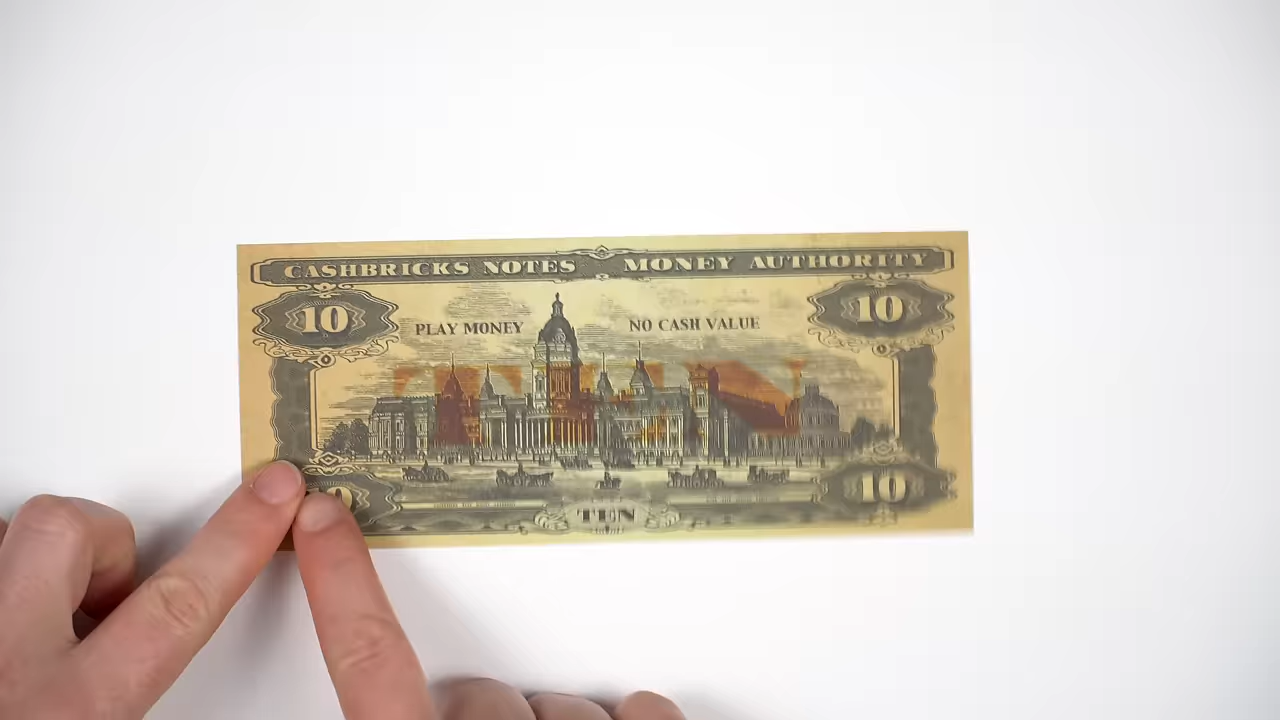 CASHBRICKS NOTES MONEY AUTHORITY
10 10
PLAY MONEY NO CASH VALUE
10
TEN